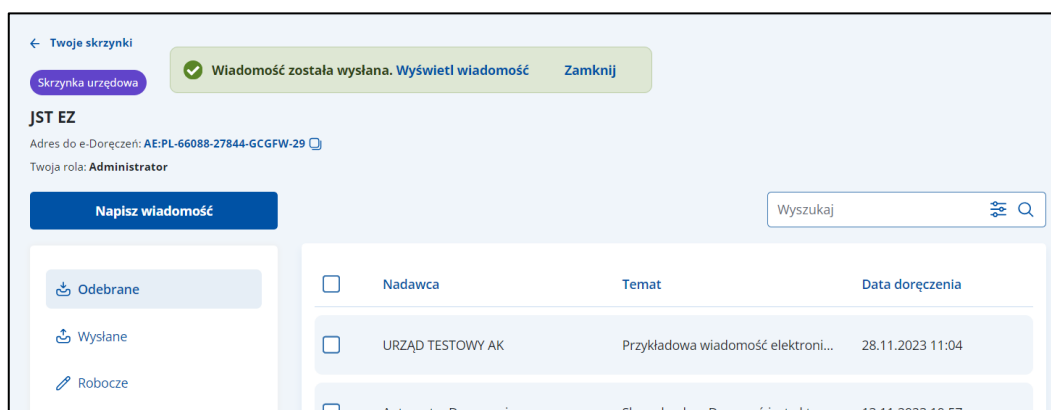 Twoje skrzynki
Wiadomość została wysłana. Wyświetl wiadomość Zamknij
Skrzynka urzędowa
JST EZ
Adres do e-Doręczeń: AE:PL-66088-27844-GCGFW-29
Twoja rola: Administrator
Napisz wiadomość
Wyszukaj
Odebrane
Wysłane
Robocze
Nadawca Temat Data doręczenia
URZĄD TESTOWY AK Przykładowa wiadomość elektroni... 28.11.2023 11:04